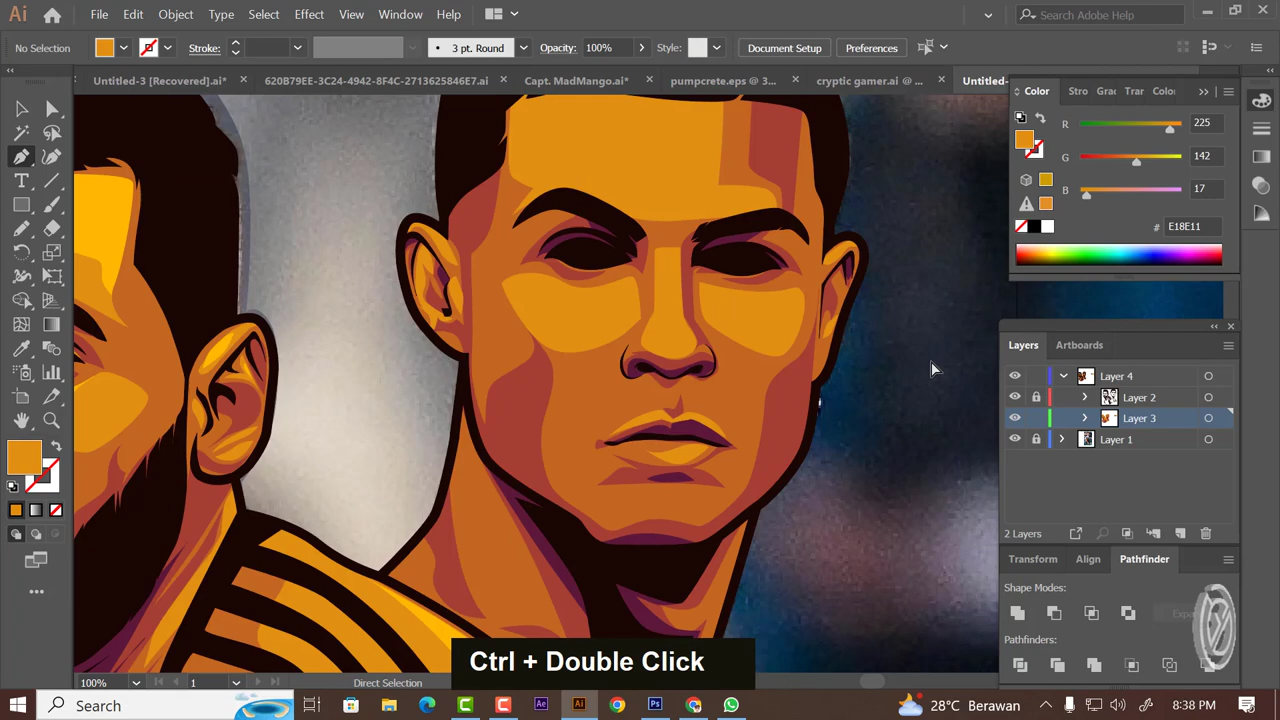 Ai File Edit Object Type Select Effect View Window Help Search Adobe Help
No Selection Stroke: 3 pt. Round Opacity: 100% Style: Document Setup Preferences
Untitled-3 [Recovered].ai* 620B79EE-3C24-4942-8F4C-2713625846E7.ai Capt. MadMango.ai* pumpcrete.eps @ 3... cryptic gamer.ai @ ... Untitled-
Color Stro Grac Trar Colo
R 225
G 142
B 17
# E18E11
Layers Artboards
Layer 4
Layer 2
Layer 3
Layer 1
2 Layers
Transform Align Pathfinder
Shape Modes:
Expand
Pathfinders:
Ctrl + Double Click
100% 1 Direct Selection
Search Ae Ai Ps 28°C Berawan 8:38 PM